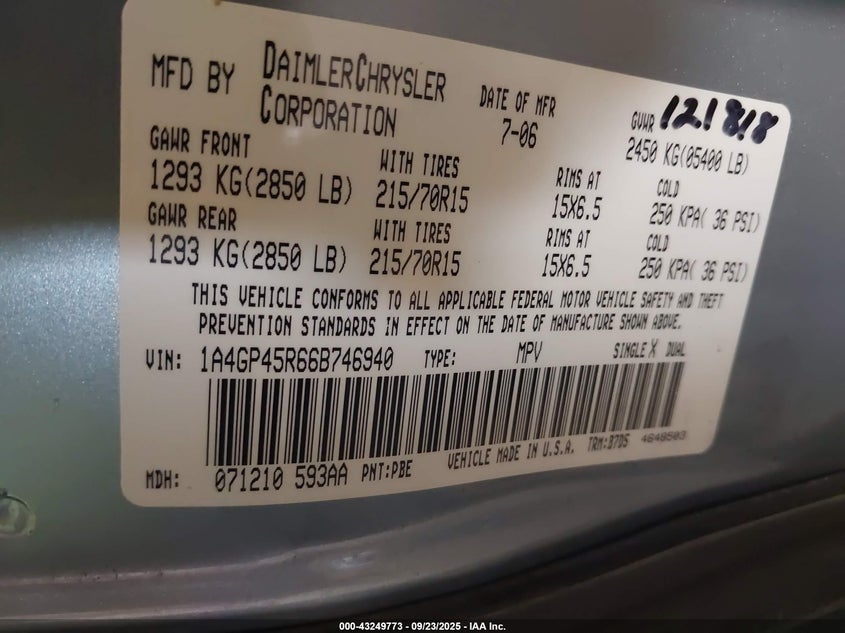 MFD BY DAIMLERCHRYSLER CORPORATION DATE OF MFR 7-06 GVWR 121818
2450 KG(05400 LB)
GAWR FRONT WITH TIRES RIMS AT COLD
1293 KG(2850 LB) 215/70R15 15X6.5 250 KPA( 36 PSI)
GAWR REAR WITH TIRES RIMS AT COLD
1293 KG(2850 LB) 215/70R15 15X6.5 250 KPA( 36 PSI)
THIS VEHICLE CONFORMS TO ALL APPLICABLE FEDERAL MOTOR VEHICLE SAFETY AND THEFT
PREVENTION STANDARDS IN EFFECT ON THE DATE OF MANUFACTURE SHOWN ABOVE.
VIN: 1A4GP45R66B746940 TYPE: MPV SINGLE X DUAL
MDH: 071210 593AA PNT:PBE VEHICLE MADE IN U.S.A. TRM:B7DS 4648503
000-43249773 - 09/23/2025 - IAA Inc.